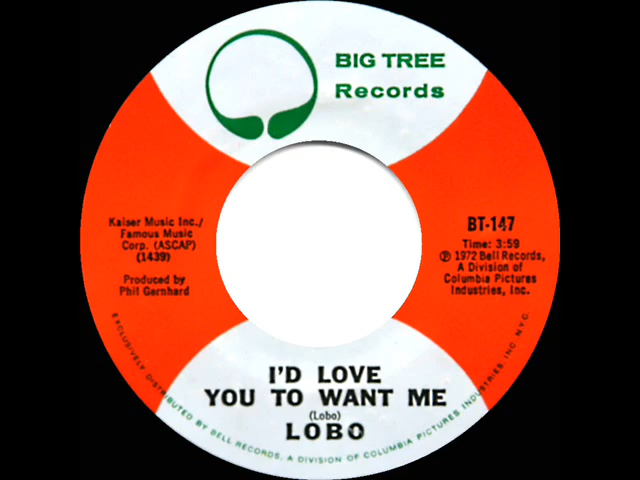 BIG TREE
Records
Kaiser Music Inc./
Famous Music
Corp. (ASCAP)
(1439)
Produced by
Phil Gernhard
BT-147
Time: 3:59
℗ 1972 Bell Records,
A Division of
Columbia Pictures
Industries, Inc.
I'D LOVE
YOU TO WANT ME
(Lobo)
LOBO
EXCLUSIVELY DISTRIBUTED BY BELL RECORDS, A DIVISION OF COLUMBIA PICTURES INDUSTRIES INC. N.Y.C.